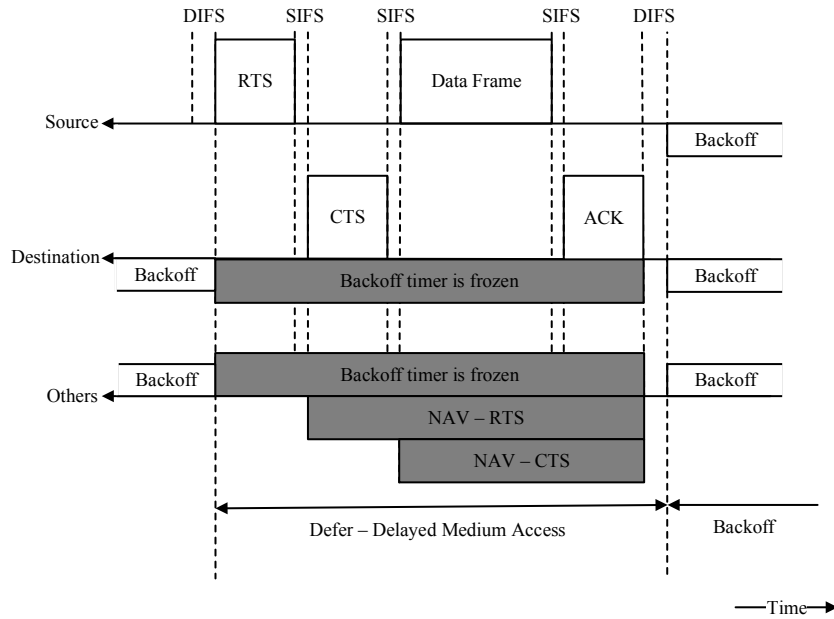 DIFS SIFS SIFS SIFS DIFS
RTS Data Frame
Source
Backoff
CTS ACK
Destination
Backoff Backoff timer is frozen Backoff
Backoff Backoff timer is frozen Backoff
Others
NAV – RTS
NAV – CTS
Defer – Delayed Medium Access Backoff
Time